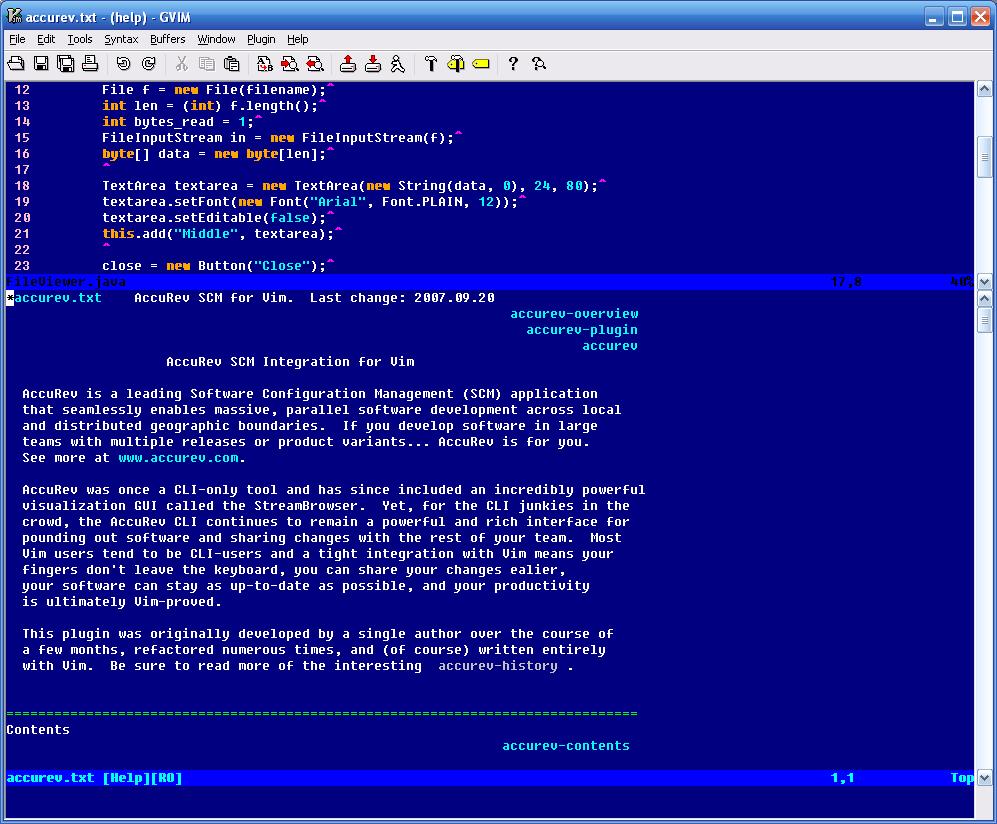 accurev.txt - (help) - GVIM
File Edit Tools Syntax Buffers Window Plugin Help
12 File f = new File(filename);^
13 int len = (int) f.length();^
14 int bytes_read = 1;^
15 FileInputStream in = new FileInputStream(f);^
16 byte[] data = new byte[len];^
17 ^
18 TextArea textarea = new TextArea(new String(data, 0), 24, 80);^
19 textarea.setFont(new Font("Arial", Font.PLAIN, 12));^
20 textarea.setEditable(false);^
21 this.add("Middle", textarea);^
22 ^
23 close = new Button("Close");^
FileViewer.java 17,8 40%
*accurev.txt AccuRev SCM for Vim. Last change: 2007.09.20
accurev-overview
accurev-plugin
accurev
AccuRev SCM Integration for Vim
AccuRev is a leading Software Configuration Management (SCM) application
that seamlessly enables massive, parallel software development across local
and distributed geographic boundaries. If you develop software in large
teams with multiple releases or product variants... AccuRev is for you.
See more at www.accurev.com.
AccuRev was once a CLI-only tool and has since included an incredibly powerful
visualization GUI called the StreamBrowser. Yet, for the CLI junkies in the
crowd, the AccuRev CLI continues to remain a powerful and rich interface for
pounding out software and sharing changes with the rest of your team. Most
Vim users tend to be CLI-users and a tight integration with Vim means your
fingers don't leave the keyboard, you can share your changes ealier,
your software can stay as up-to-date as possible, and your productivity
is ultimately Vim-proved.
This plugin was originally developed by a single author over the course of
a few months, refactored numerous times, and (of course) written entirely
with Vim. Be sure to read more of the interesting accurev-history .
===============================================================================
Contents
accurev-contents
accurev.txt [Help][RO] 1,1 Top